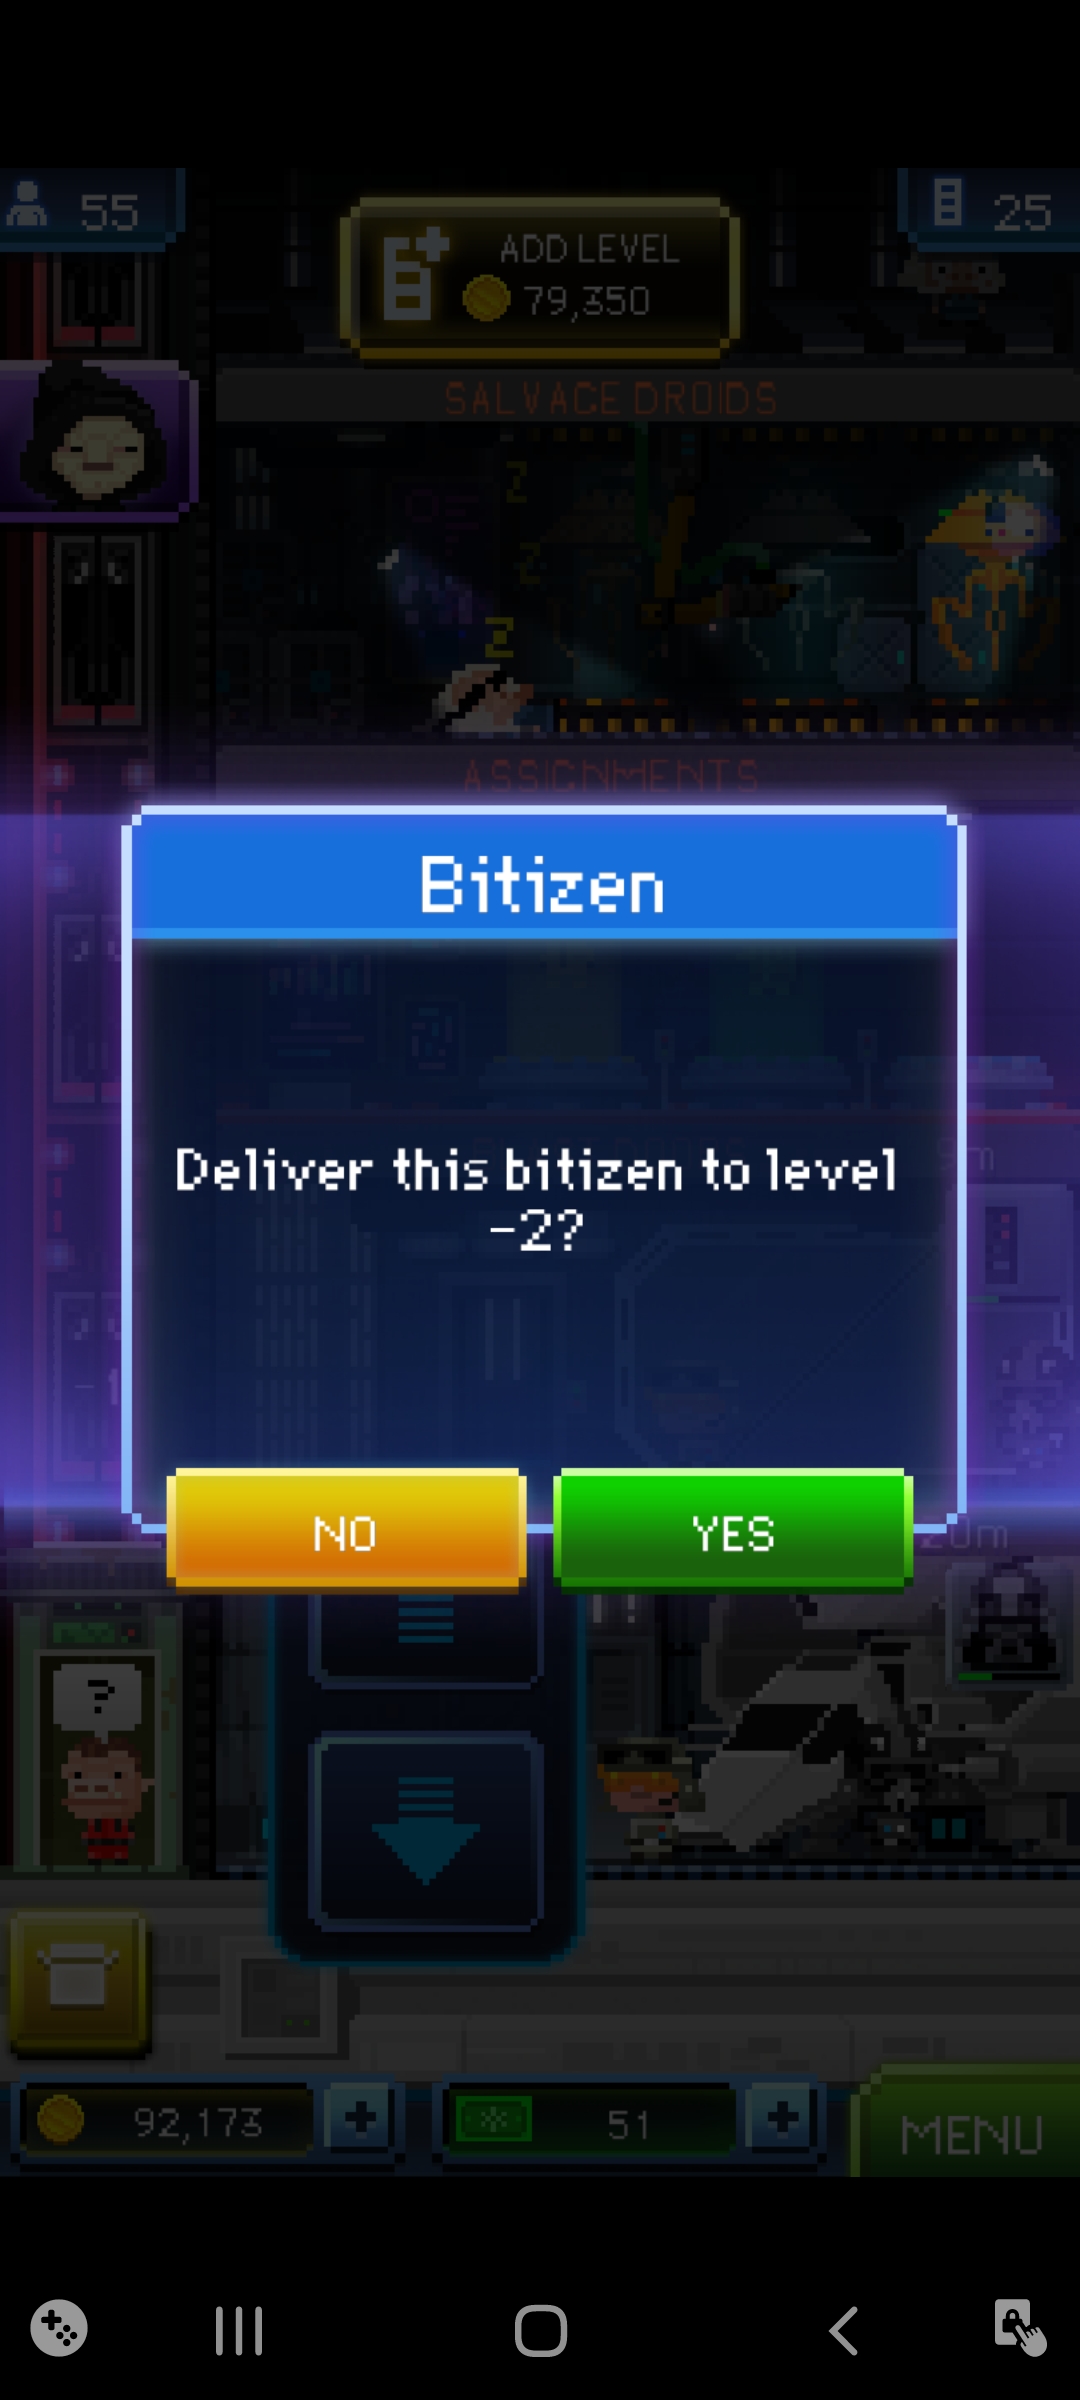 55
ADD LEVEL
79,350
25
SALVAGE DROIDS
Z
Z
Z
ASSIGNMENTS
Bitizen
Deliver this bitizen to level
-2?
NO
YES
20m
?
92,173
51
MENU